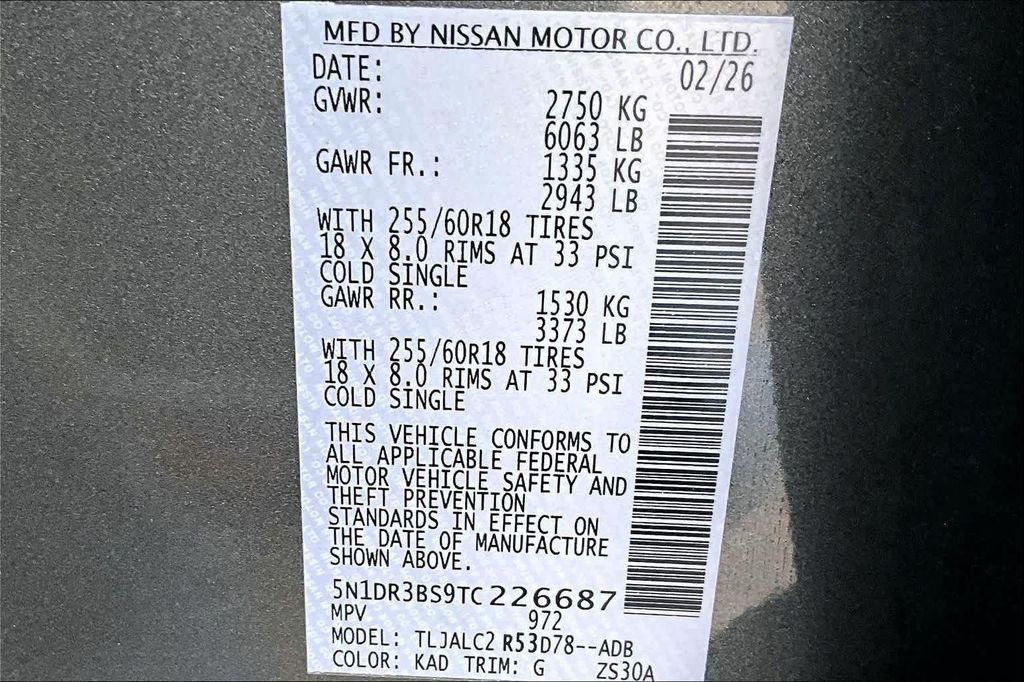 MFD BY NISSAN MOTOR CO., LTD.
DATE: 02/26
GVWR: 2750 KG
6063 LB
GAWR FR.: 1335 KG
2943 LB
WITH 255/60R18 TIRES
18 X 8.0 RIMS AT 33 PSI
COLD SINGLE
GAWR RR.: 1530 KG
3373 LB
WITH 255/60R18 TIRES
18 X 8.0 RIMS AT 33 PSI
COLD SINGLE
THIS VEHICLE CONFORMS TO
ALL APPLICABLE FEDERAL
MOTOR VEHICLE SAFETY AND
THEFT PREVENTION
STANDARDS IN EFFECT ON
THE DATE OF MANUFACTURE
SHOWN ABOVE.
5N1DR3BS9TC226687
MPV 972
MODEL: TLJALC2 R53D78--ADB
COLOR: KAD TRIM: G ZS30A